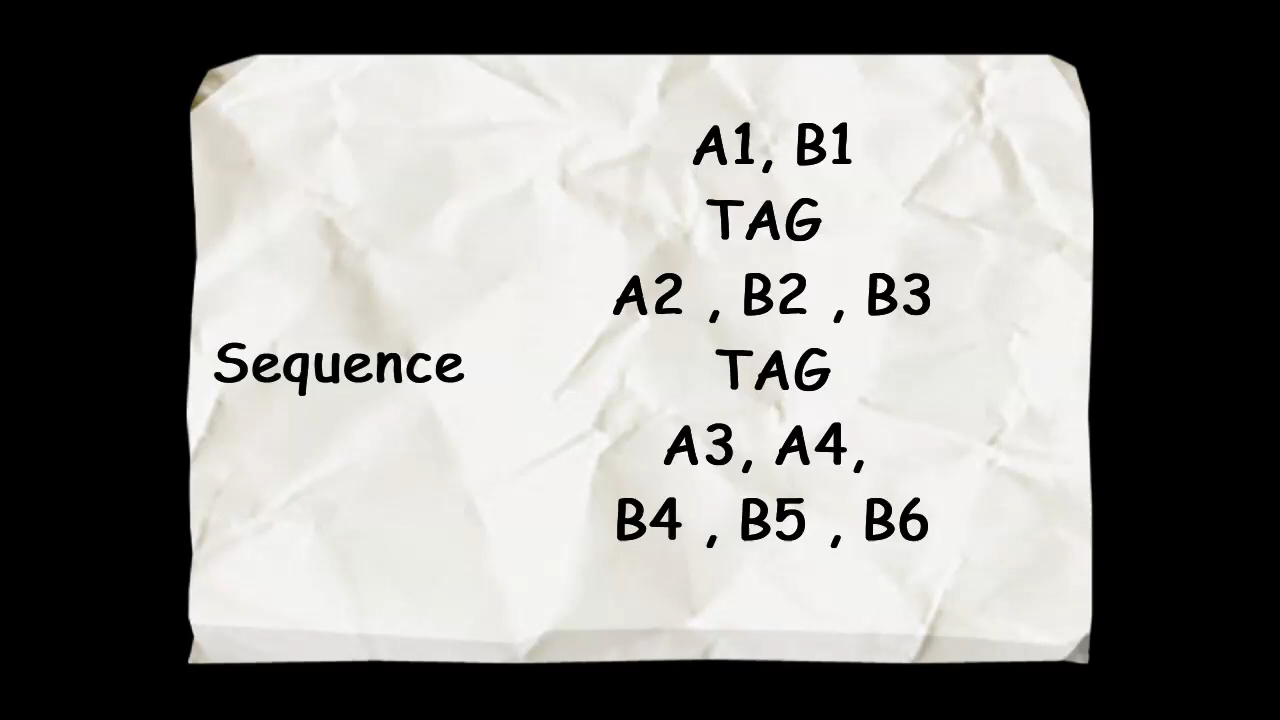 A1, B1
TAG
A2 , B2 , B3
TAG
Sequence
A3, A4,
B4 , B5 , B6